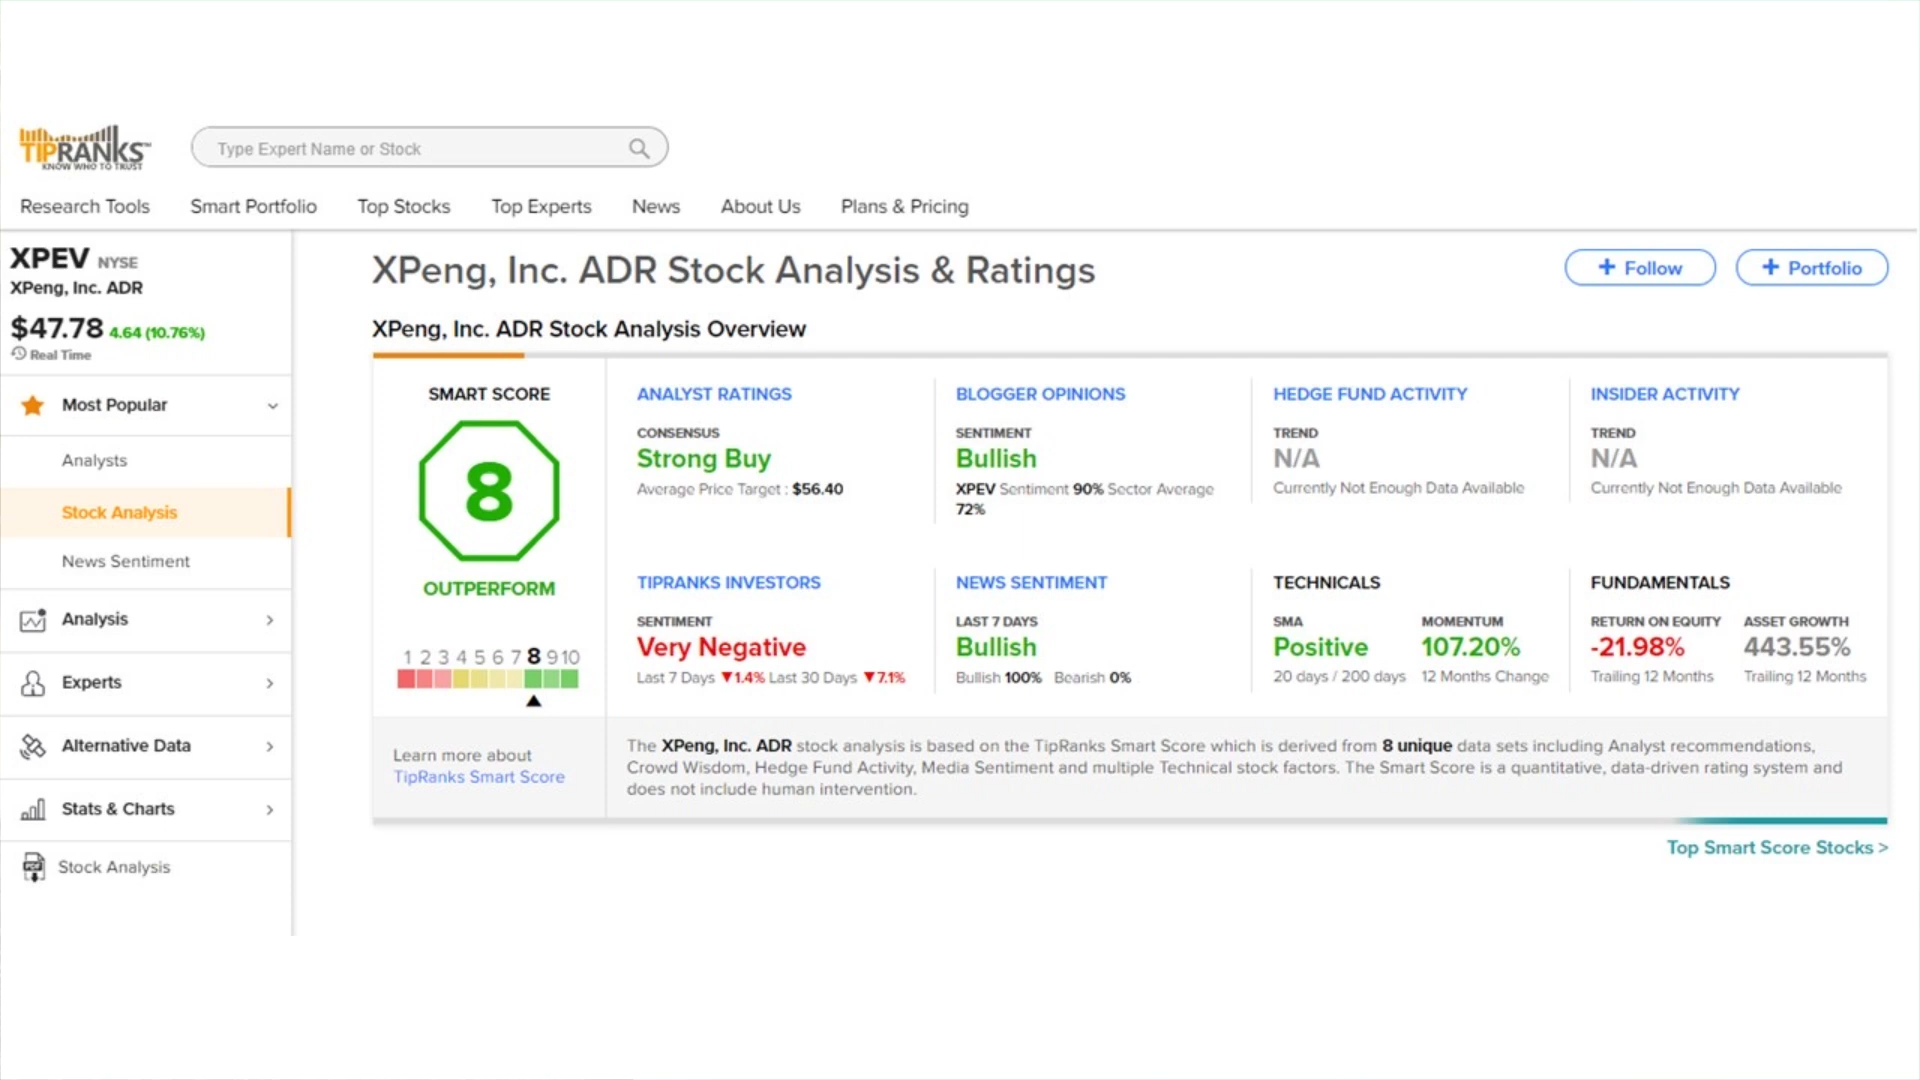 TIPRANKS™
KNOW WHO TO TRUST
Type Expert Name or Stock
Research Tools Smart Portfolio Top Stocks Top Experts News About Us Plans & Pricing
XPEV NYSE
XPeng, Inc. ADR
$47.78 4.64 (10.76%)
Real Time
Most Popular
Analysts
Stock Analysis
News Sentiment
Analysis
Experts
Alternative Data
Stats & Charts
PDF Stock Analysis
XPeng, Inc. ADR Stock Analysis & Ratings
+ Follow + Portfolio
XPeng, Inc. ADR Stock Analysis Overview
SMART SCORE
8
OUTPERFORM
1 2 3 4 5 6 7 8 9 10
Learn more about
TipRanks Smart Score
ANALYST RATINGS
CONSENSUS
Strong Buy
Average Price Target : $56.40
BLOGGER OPINIONS
SENTIMENT
Bullish
XPEV Sentiment 90% Sector Average
72%
HEDGE FUND ACTIVITY
TREND
N/A
Currently Not Enough Data Available
INSIDER ACTIVITY
TREND
N/A
Currently Not Enough Data Available
TIPRANKS INVESTORS
SENTIMENT
Very Negative
Last 7 Days ▼1.4% Last 30 Days ▼7.1%
NEWS SENTIMENT
LAST 7 DAYS
Bullish
Bullish 100% Bearish 0%
TECHNICALS
SMA MOMENTUM
Positive 107.20%
20 days / 200 days 12 Months Change
FUNDAMENTALS
RETURN ON EQUITY ASSET GROWTH
-21.98% 443.55%
Trailing 12 Months Trailing 12 Months
The XPeng, Inc. ADR stock analysis is based on the TipRanks Smart Score which is derived from 8 unique data sets including Analyst recommendations,
Crowd Wisdom, Hedge Fund Activity, Media Sentiment and multiple Technical stock factors. The Smart Score is a quantitative, data-driven rating system and
does not include human intervention.
Top Smart Score Stocks >